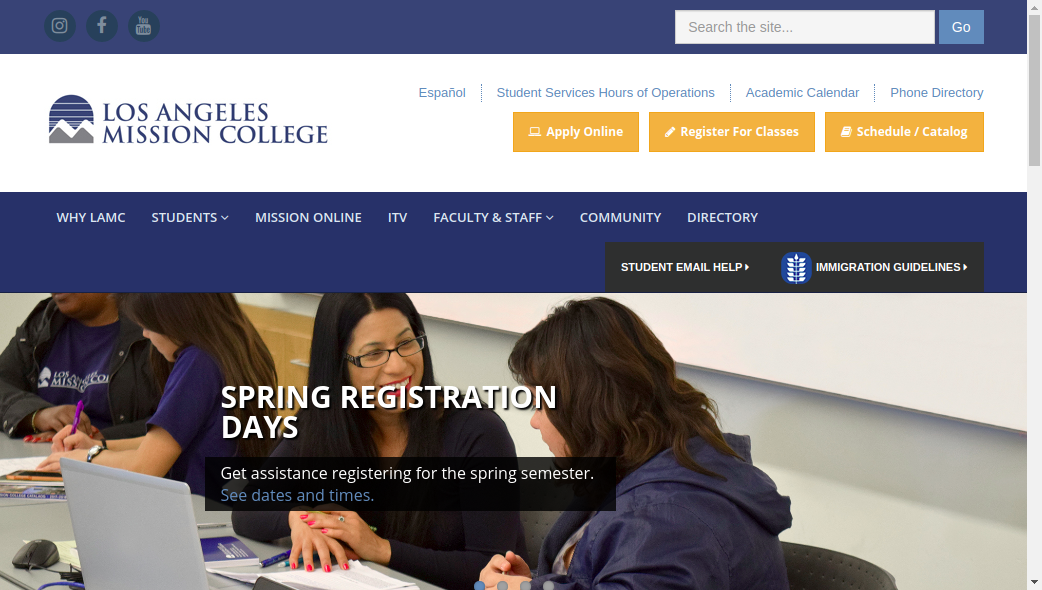 You
Tube
Search the site...
Go
LOS ANGELES
MISSION COLLEGE
Español
Student Services Hours of Operations
Academic Calendar
Phone Directory
Apply Online
Register For Classes
Schedule / Catalog
WHY LAMC
STUDENTS
MISSION ONLINE
ITV
FACULTY & STAFF
COMMUNITY
DIRECTORY
STUDENT EMAIL HELP
IMMIGRATION GUIDELINES
SPRING REGISTRATION
DAYS
Get assistance registering for the spring semester.
See dates and times.